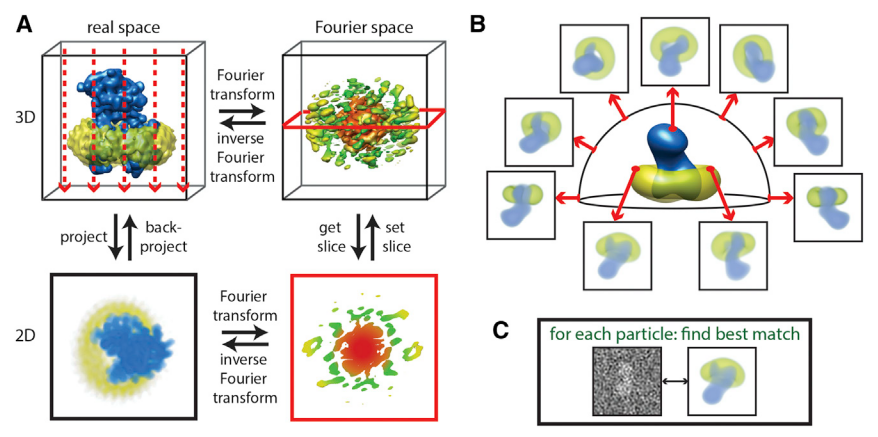 A
real space
Fourier space
3D
Fourier
transform
inverse
Fourier
transform
project
back-
project
get
slice
set
slice
2D
Fourier
transform
inverse
Fourier
transform
B
C
for each particle: find best match